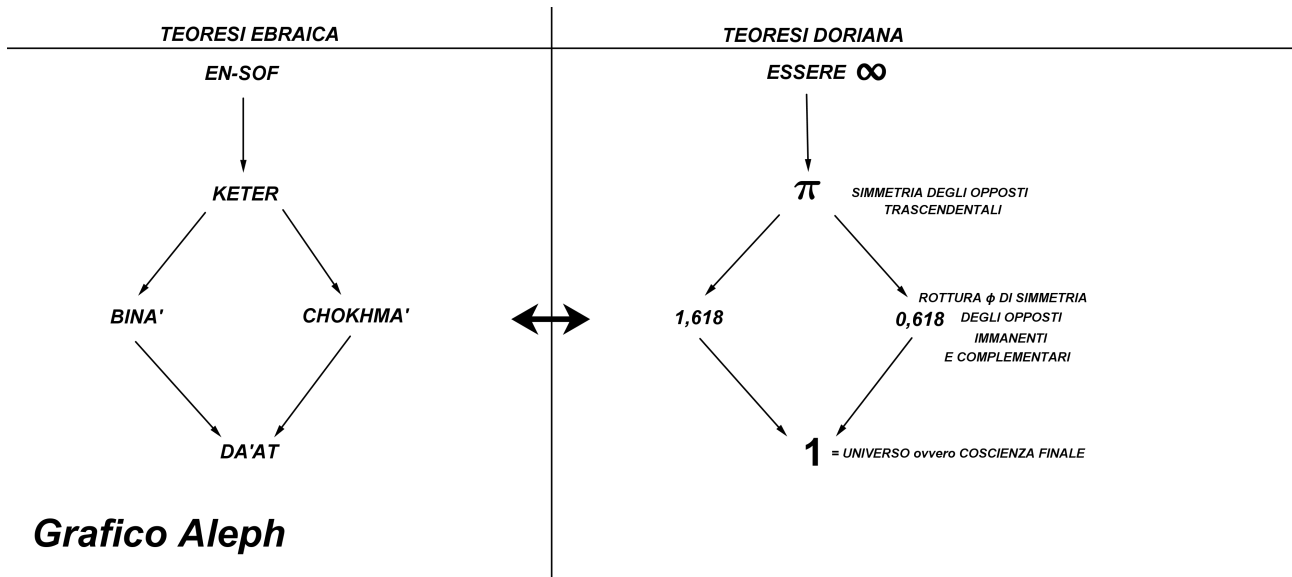 TEORESI EBRAICA
EN-SOF
KETER
BINA'
CHOKHMA'
DA'AT
Grafico Aleph
TEORESI DORIANA
ESSERE ∞
π
SIMMETRIA DEGLI OPPOSTI
TRASCENDENTALI
1,618
0,618
ROTTURA ϕ DI SIMMETRIA
DEGLI OPPOSTI
IMMANENTI
E COMPLEMENTARI
1
= UNIVERSO ovvero COSCIENZA FINALE